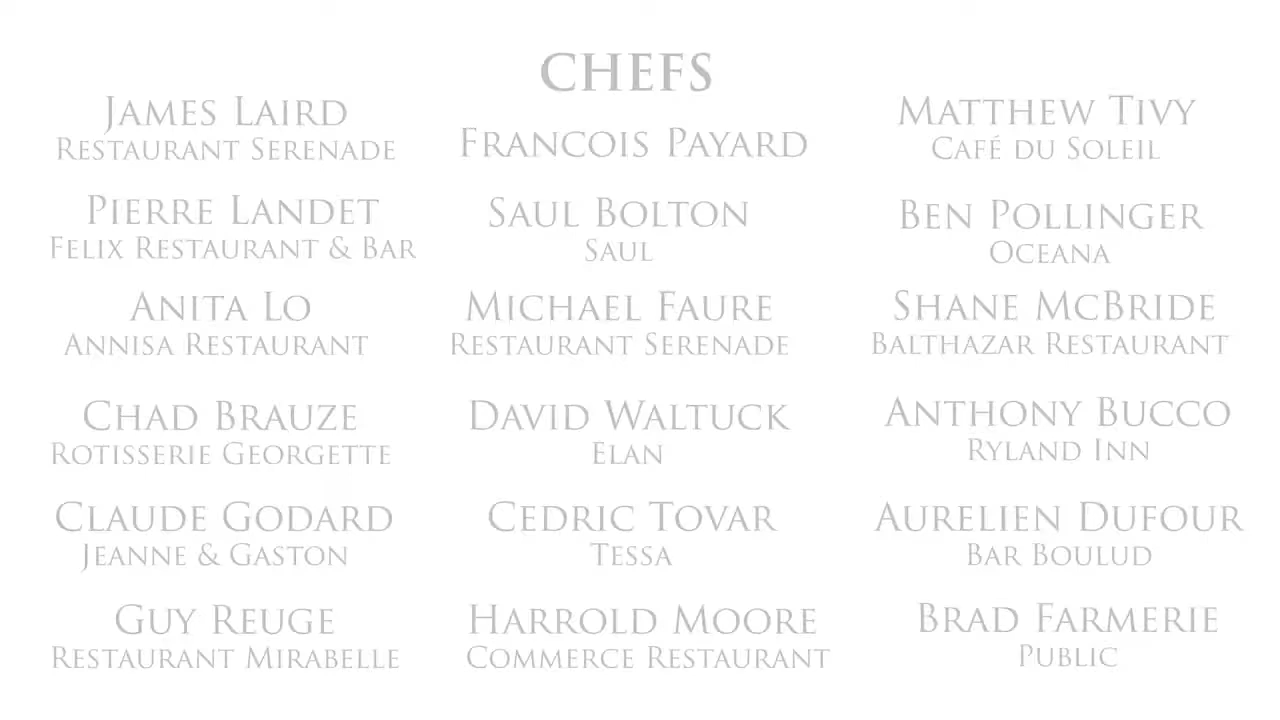 CHEFS
JAMES LAIRD
RESTAURANT SERENADE
PIERRE LANDET
FELIX RESTAURANT & BAR
ANITA LO
ANNISA RESTAURANT
CHAD BRAUZE
ROTISSERIE GEORGETTE
CLAUDE GODARD
JEANNE & GASTON
GUY REUGE
RESTAURANT MIRABELLE
FRANCOIS PAYARD
SAUL BOLTON
SAUL
MICHAEL FAURE
RESTAURANT SERENADE
DAVID WALTUCK
ELAN
CEDRIC TOVAR
TESSA
HARROLD MOORE
COMMERCE RESTAURANT
MATTHEW TIVY
CAFÉ DU SOLEIL
BEN POLLINGER
OCEANA
SHANE MCBRIDE
BALTHAZAR RESTAURANT
ANTHONY BUCCO
RYLAND INN
AURELIEN DUFOUR
BAR BOULUD
BRAD FARMERIE
PUBLIC